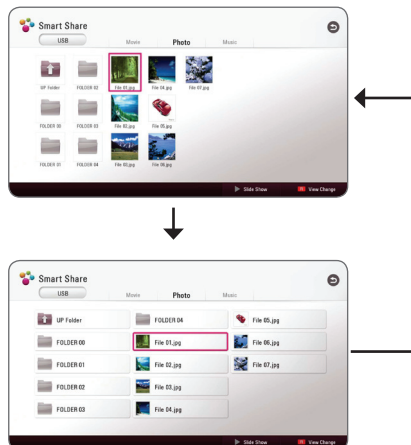 Smart Share
USB
Movie Photo Music
UP Folder FOLDER 02 File 01.jpg File 04.jpg File 07.jpg
FOLDER 00 FOLDER 03 File 02.jpg File 05.jpg
FOLDER 01 FOLDER 04 File 03.jpg File 06.jpg
Slide Show View Change
Smart Share
USB
Movie Photo Music
UP Folder FOLDER 04 File 05.jpg
FOLDER 00 File 01.jpg File 06.jpg
FOLDER 01 File 02.jpg File 07.jpg
FOLDER 02 File 03.jpg
FOLDER 03 File 04.jpg
Slide Show View Change